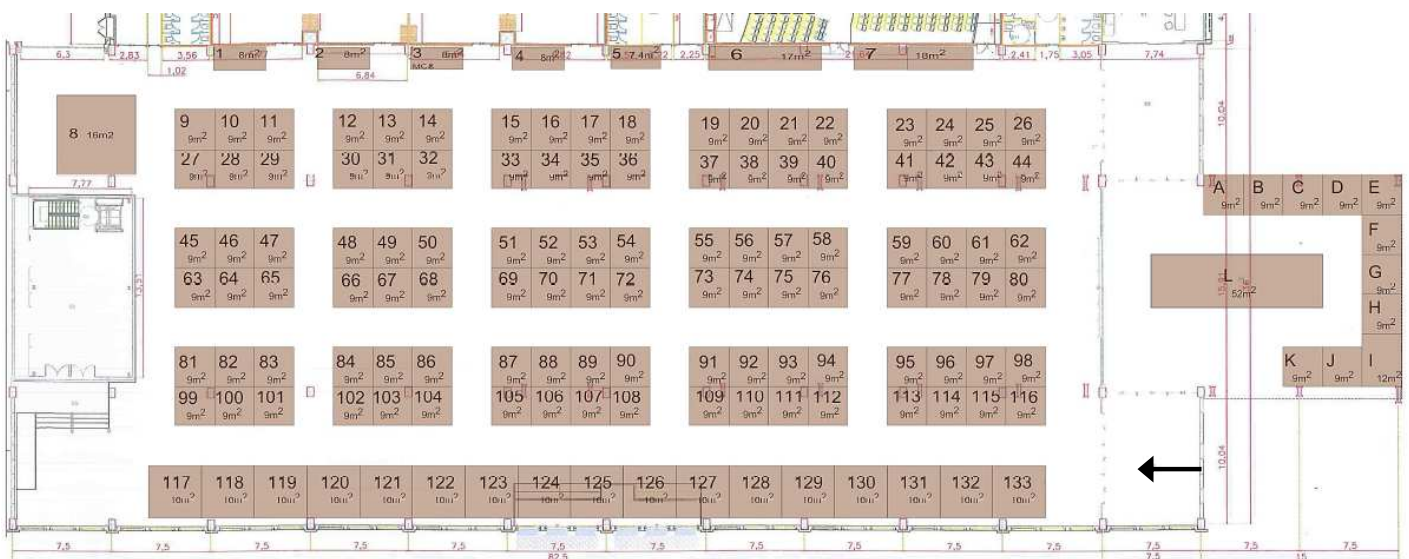 1 8m2 2 8m2 3 8m2 4 8m2 5 7.4m2 6 17m2 7 18m2
6,3 2,83 3,56 2,25 2,41 1,75 3,05 7,74
1,02 6,84 MC.6
8 16m2
9 10 11 12 13 14 15 16 17 18 19 20 21 22 23 24 25 26
9m2 9m2 9m2 9m2 9m2 9m2 9m2 9m2 9m2 9m2 9m2 9m2 9m2 9m2 9m2 9m2 9m2 9m2
10,04
27 28 29 30 31 32 33 34 35 36 37 38 39 40 41 42 43 44
9m2 9m2 9m2 9m2 9m2 9m2 9m2 9m2 9m2 9m2 9m2 9m2 9m2 9m2 9m2 9m2 9m2 9m2
7,77
A B C D E
9m2 9m2 9m2 9m2 9m2
F
9m2
45 46 47 48 49 50 51 52 53 54 55 56 57 58 59 60 61 62
9m2 9m2 9m2 9m2 9m2 9m2 9m2 9m2 9m2 9m2 9m2 9m2 9m2 9m2 9m2 9m2 9m2 9m2
63 64 65 66 67 68 69 70 71 72 73 74 75 76 77 78 79 80
9m2 9m2 9m2 9m2 9m2 9m2 9m2 9m2 9m2 9m2 9m2 9m2 9m2 9m2 9m2 9m2 9m2 9m2
13,51
L
52m2
G
9m2
H
9m2
81 82 83 84 85 86 87 88 89 90 91 92 93 94 95 96 97 98
9m2 9m2 9m2 9m2 9m2 9m2 9m2 9m2 9m2 9m2 9m2 9m2 9m2 9m2 9m2 9m2 9m2 9m2
K J I
9m2 9m2 12m2
99 100 101 102 103 104 105 106 107 108 109 110 111 112 113 114 115 116
9m2 9m2 9m2 9m2 9m2 9m2 9m2 9m2 9m2 9m2 9m2 9m2 9m2 9m2 9m2 9m2 9m2 9m2
10,04
117 118 119 120 121 122 123 124 125 126 127 128 129 130 131 132 133
10m2 10m2 10m2 10m2 10m2 10m2 10m2 10m2 10m2 10m2 10m2 10m2 10m2 10m2 10m2 10m2 10m2
7,5 7,5 7,5 7,5 7,5 7,5 7,5 7,5 7,5 7,5 7,5 7,5 7,5 7,5
82,5 7,5 15